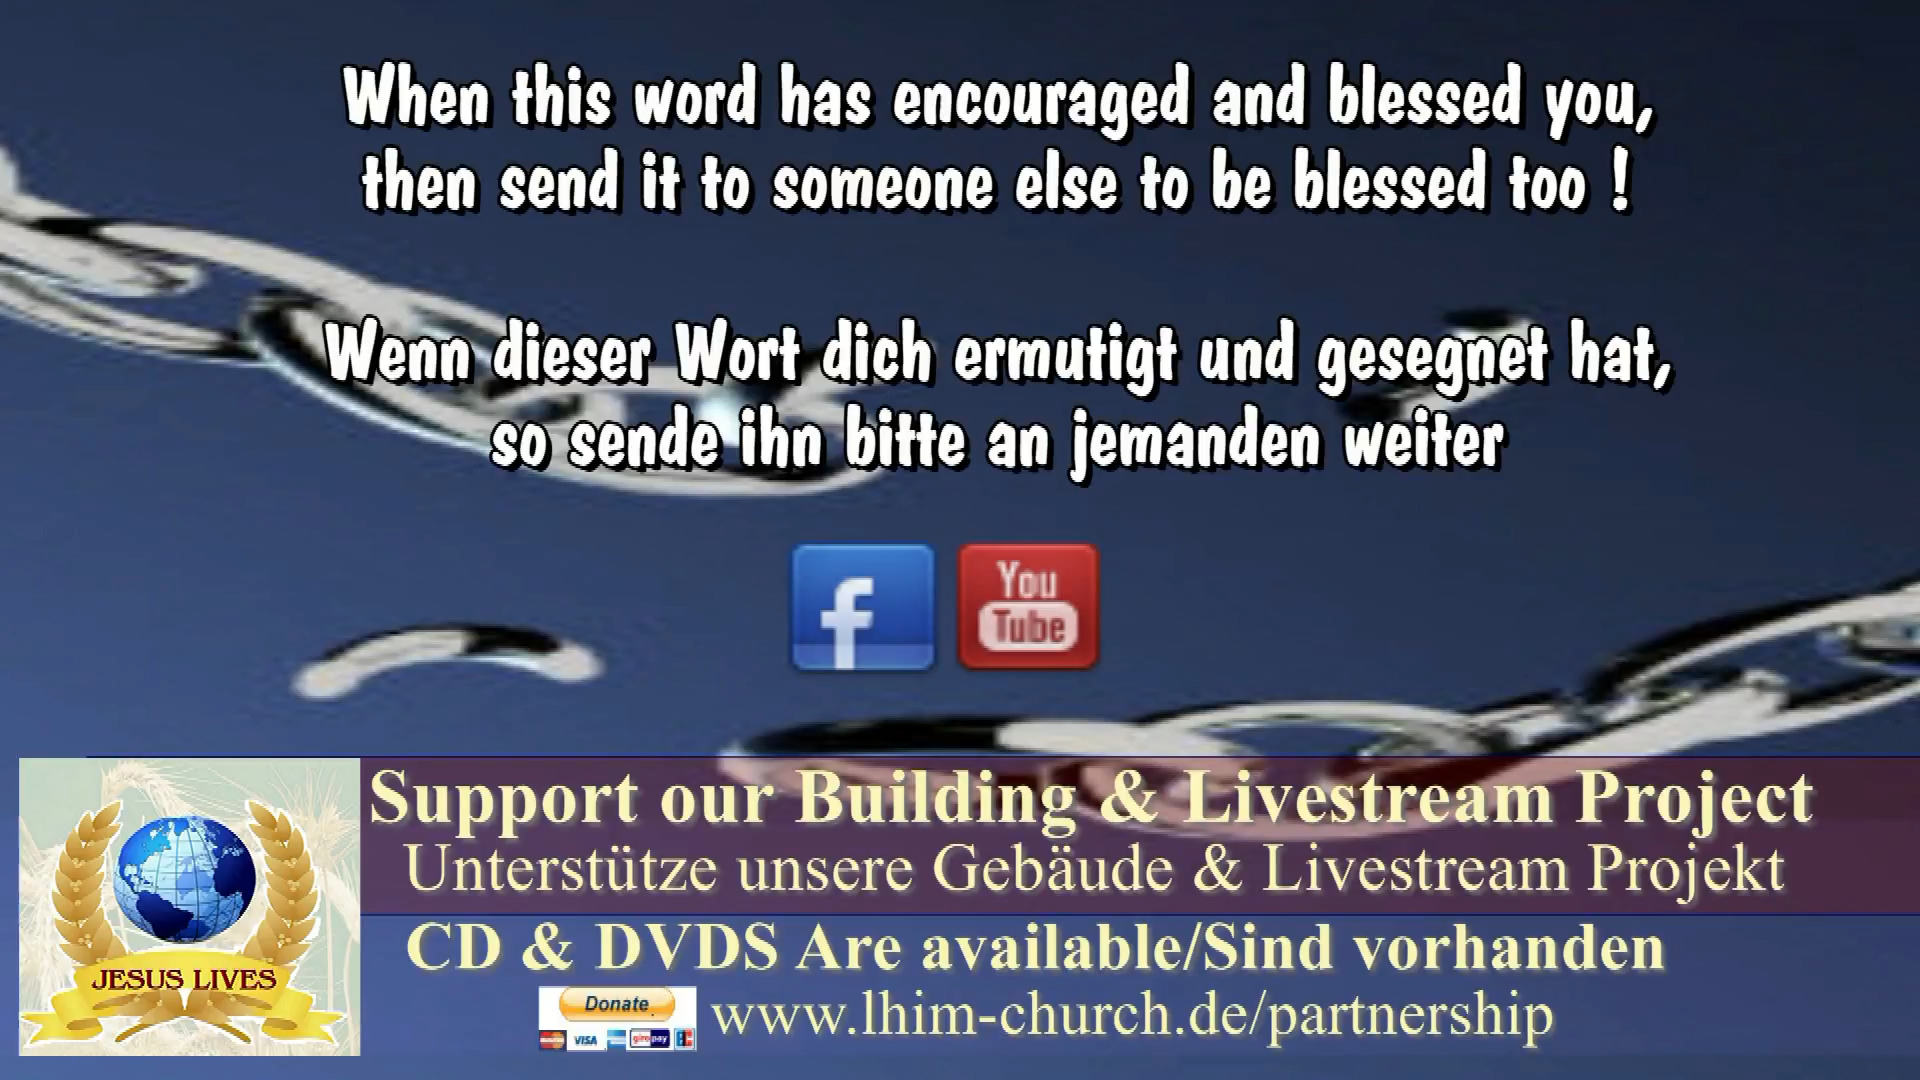 When this word has encouraged and blessed you,
then send it to someone else to be blessed too !
Wenn dieser Wort dich ermutigt und gesegnet hat,
so sende ihn bitte an jemanden weiter
f
You
Tube
Support our Building & Livestream Project
Unterstütze unsere Gebäude & Livestream Projekt
JESUS LIVES
CD & DVDS Are available/Sind vorhanden
Donate
www.lhim-church.de/partnership
VISA
giropay